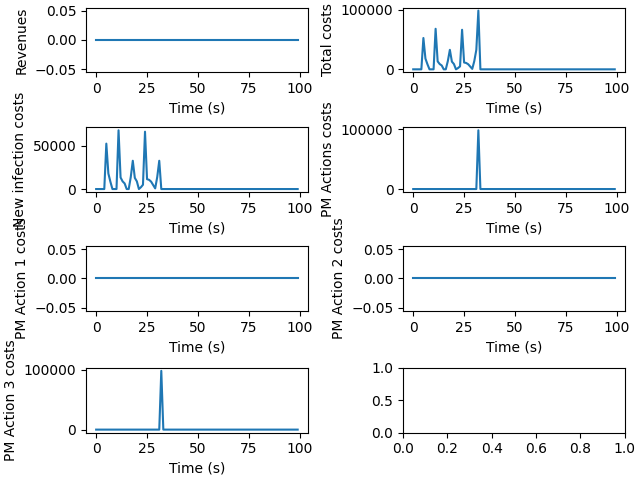 Revenues
0.05
0.00
−0.05
0 25 50 75 100
Time (s)
Total costs
100000
0
0 25 50 75 100
Time (s)
New infection costs
50000
0
0 25 50 75 100
Time (s)
PM Actions costs
100000
0
0 25 50 75 100
Time (s)
PM Action 1 costs
0.05
0.00
−0.05
0 25 50 75 100
Time (s)
PM Action 2 costs
0.05
0.00
−0.05
0 25 50 75 100
Time (s)
PM Action 3 costs
100000
0
0 25 50 75 100
Time (s)
1.0
0.5
0.0
0.0 0.2 0.4 0.6 0.8 1.0